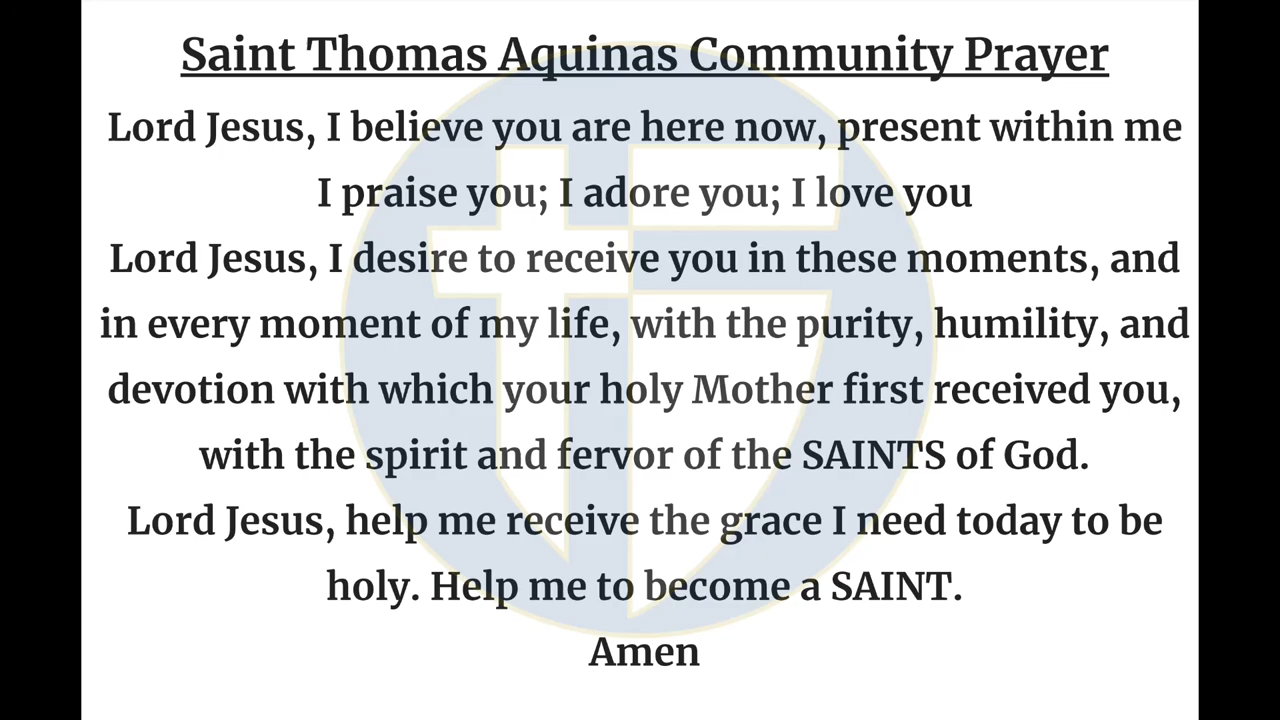 Saint Thomas Aquinas Community Prayer
Lord Jesus, I believe you are here now, present within me
I praise you; I adore you; I love you
Lord Jesus, I desire to receive you in these moments, and
in every moment of my life, with the purity, humility, and
devotion with which your holy Mother first received you,
with the spirit and fervor of the SAINTS of God.
Lord Jesus, help me receive the grace I need today to be
holy. Help me to become a SAINT.
Amen